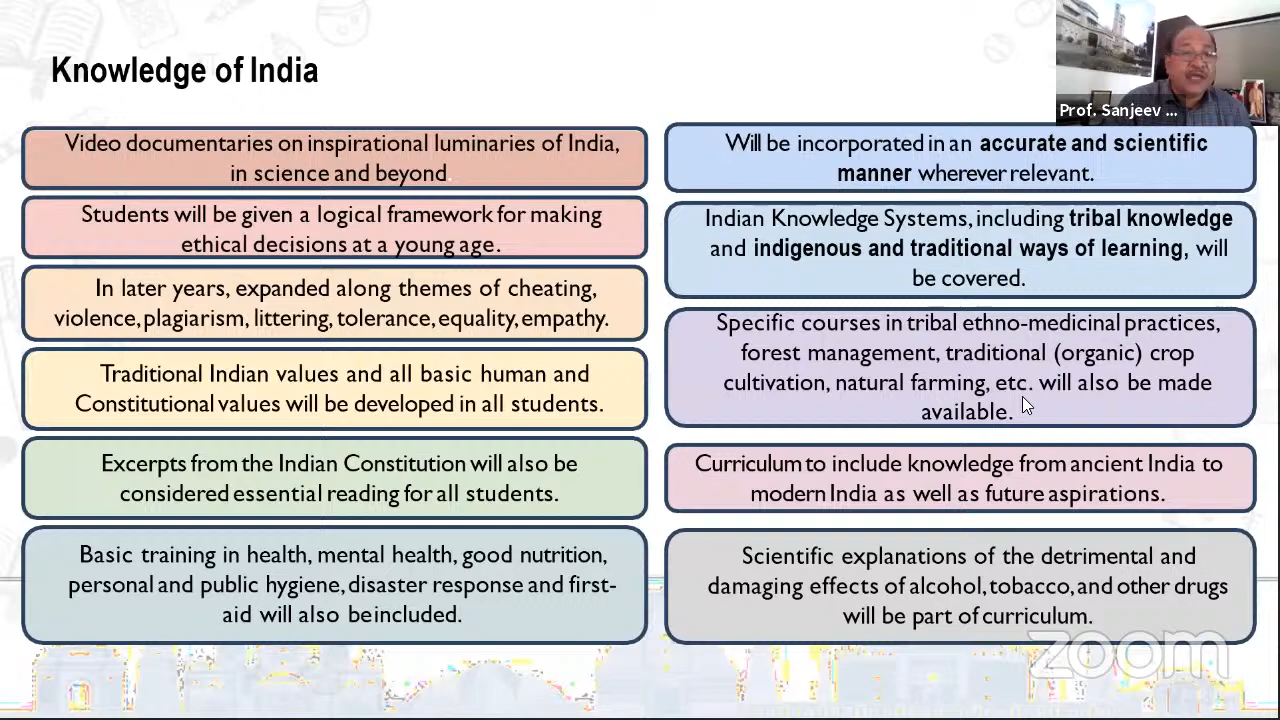 Knowledge of India
Prof. Sanjeev ...
Video documentaries on inspirational luminaries of India,
in science and beyond.
Students will be given a logical framework for making
ethical decisions at a young age.
In later years, expanded along themes of cheating,
violence, plagiarism, littering, tolerance, equality, empathy.
Traditional Indian values and all basic human and
Constitutional values will be developed in all students.
Excerpts from the Indian Constitution will also be
considered essential reading for all students.
Basic training in health, mental health, good nutrition,
personal and public hygiene, disaster response and first-
aid will also be included.
Will be incorporated in an accurate and scientific
manner wherever relevant.
Indian Knowledge Systems, including tribal knowledge
and indigenous and traditional ways of learning, will
be covered.
Specific courses in tribal ethno-medicinal practices,
forest management, traditional (organic) crop
cultivation, natural farming, etc. will also be made
available.
Curriculum to include knowledge from ancient India to
modern India as well as future aspirations.
Scientific explanations of the detrimental and
damaging effects of alcohol, tobacco, and other drugs
will be part of curriculum.
zoom